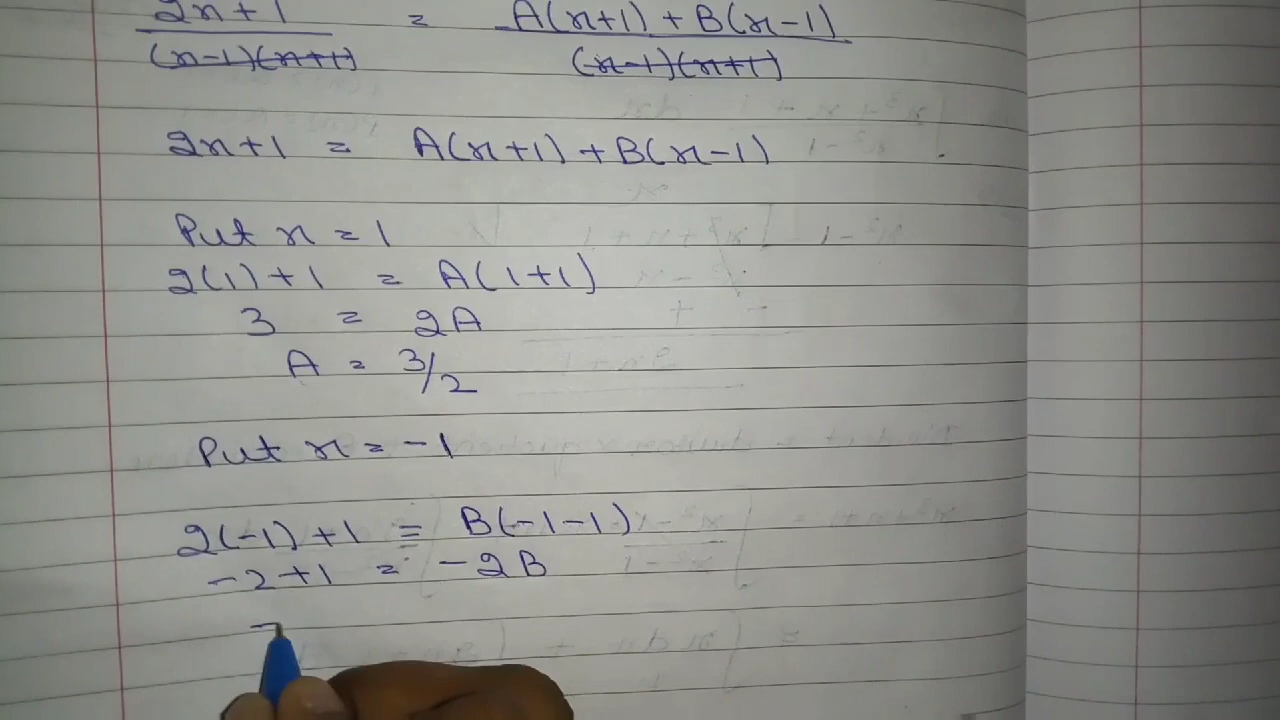 2x+1 = A(x+1) + B(x-1)
(x-1)(x+1) (x-1)(x+1)
2x+1 = A(x+1) + B(x-1)
Put x = 1
2(1)+1 = A(1+1)
3 = 2A
A = 3/2
Put x = -1
2(-1)+1 = B(-1-1)
-2+1 = -2B
-